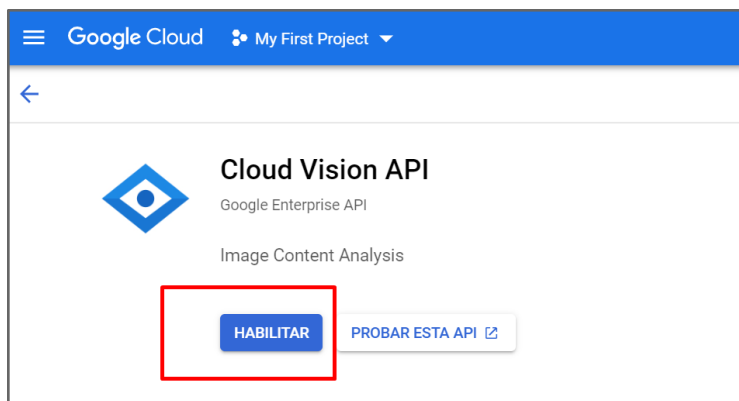 Google Cloud My First Project
Cloud Vision API
Google Enterprise API
Image Content Analysis
HABILITAR PROBAR ESTA API